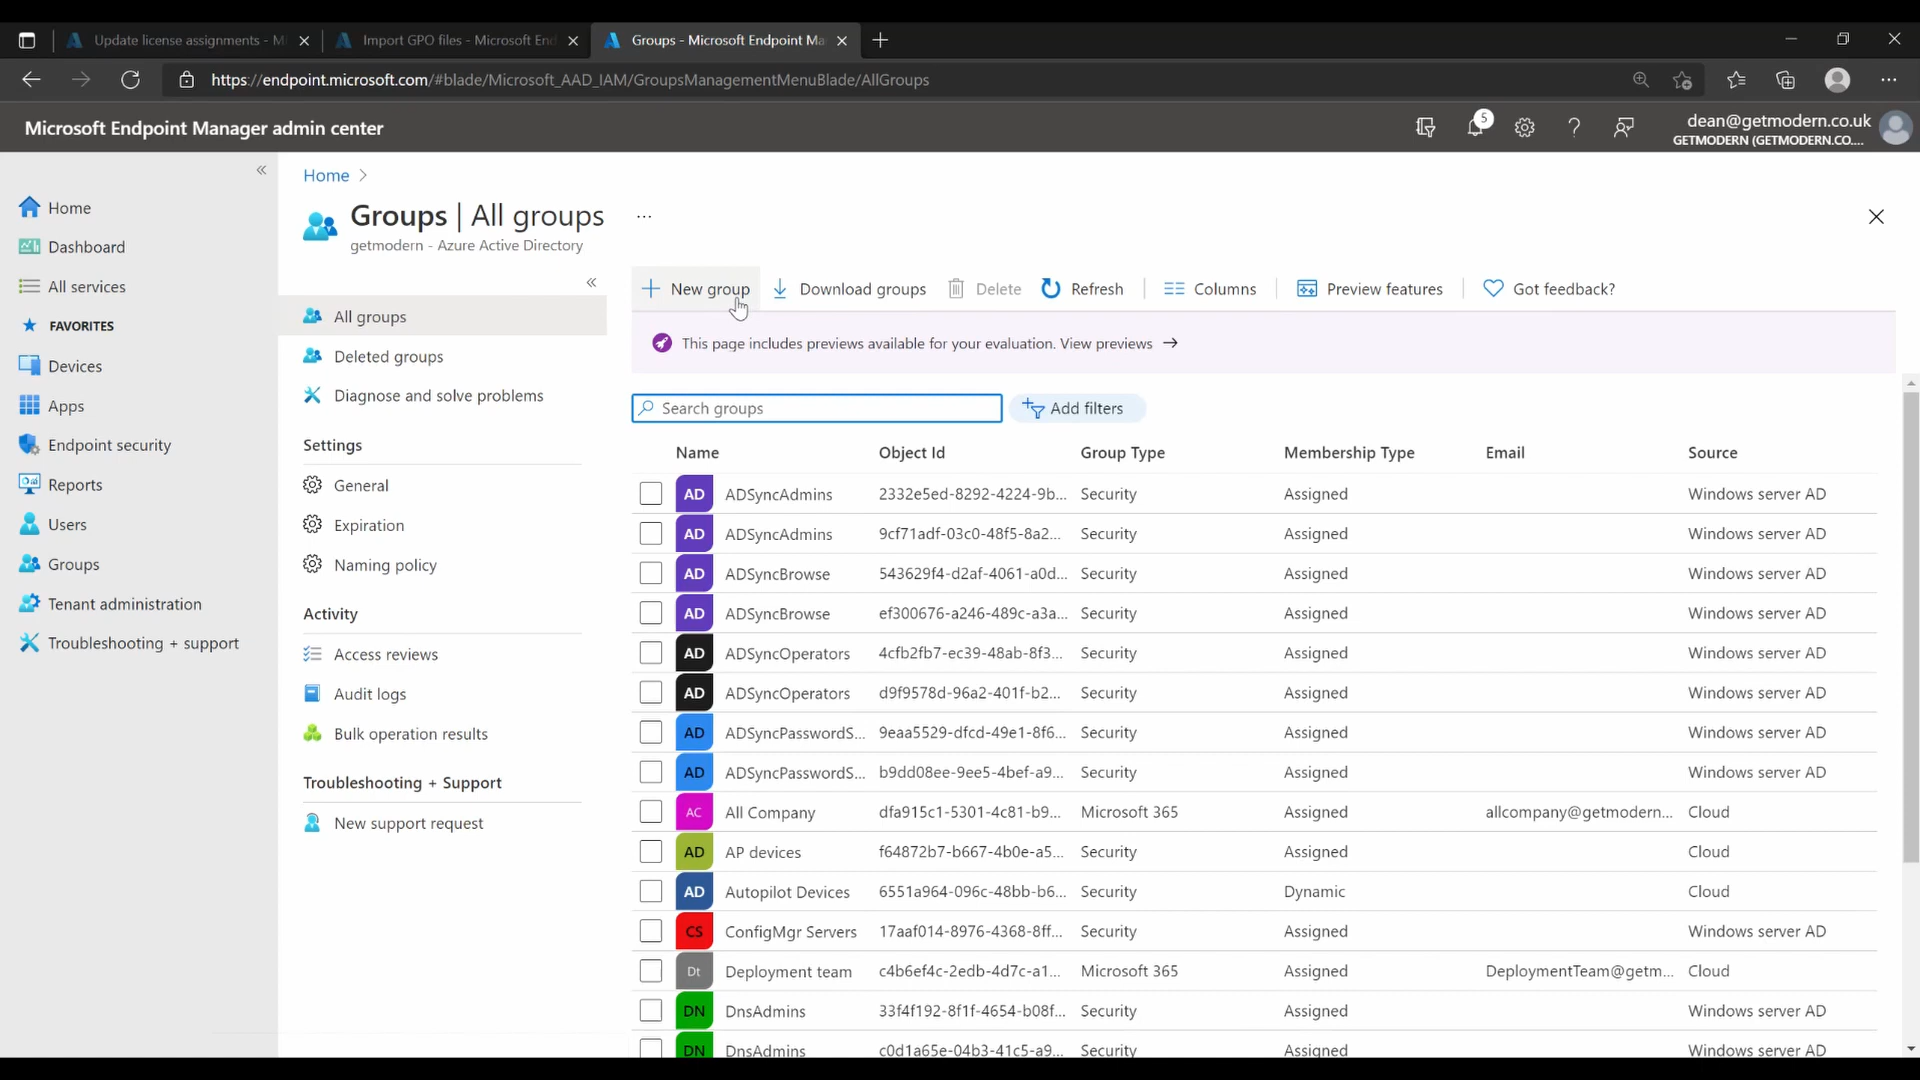 Update license assignments - Mi
Import GPO files - Microsoft End
Groups - Microsoft Endpoint Ma
https://endpoint.microsoft.com/#blade/Microsoft_AAD_IAM/GroupsManagementMenuBlade/AllGroups
Microsoft Endpoint Manager admin center
5
dean@getmodern.co.uk
GETMODERN (GETMODERN.CO....
Home
Dashboard
All services
FAVORITES
Devices
Apps
Endpoint security
Reports
Users
Groups
Tenant administration
Troubleshooting + support
Home
Groups | All groups ...
getmodern - Azure Active Directory
All groups
Deleted groups
Diagnose and solve problems
Settings
General
Expiration
Naming policy
Activity
Access reviews
Audit logs
Bulk operation results
Troubleshooting + Support
New support request
New group Download groups Delete Refresh Columns Preview features Got feedback?
This page includes previews available for your evaluation. View previews →
Search groups
Add filters
Name Object Id Group Type Membership Type Email Source
AD ADSyncAdmins 2332e5ed-8292-4224-9b... Security Assigned Windows server AD
AD ADSyncAdmins 9cf71adf-03c0-48f5-8a2... Security Assigned Windows server AD
AD ADSyncBrowse 543629f4-d2af-4061-a0d... Security Assigned Windows server AD
AD ADSyncBrowse ef300676-a246-489c-a3a... Security Assigned Windows server AD
AD ADSyncOperators 4cfb2fb7-ec39-48ab-8f3... Security Assigned Windows server AD
AD ADSyncOperators d9f9578d-96a2-401f-b2... Security Assigned Windows server AD
AD ADSyncPasswordS... 9eaa5529-dfcd-49e1-8f6... Security Assigned Windows server AD
AD ADSyncPasswordS... b9dd08ee-9ee5-4bef-a9... Security Assigned Windows server AD
AC All Company dfa915c1-5301-4c81-b9... Microsoft 365 Assigned allcompany@getmodern... Cloud
AD AP devices f64872b7-b667-4b0e-a5... Security Assigned Cloud
AD Autopilot Devices 6551a964-096c-48bb-b6... Security Dynamic Cloud
CS ConfigMgr Servers 17aaf014-8976-4368-8ff... Security Assigned Windows server AD
Dt Deployment team c4b6ef4c-2edb-4d7c-a1... Microsoft 365 Assigned DeploymentTeam@getm... Cloud
DN DnsAdmins 33f4f192-8f1f-4654-b08f... Security Assigned Windows server AD
DN DnsAdmins c0d1a65e-04b3-41c5-a9... Security Assigned Windows server AD